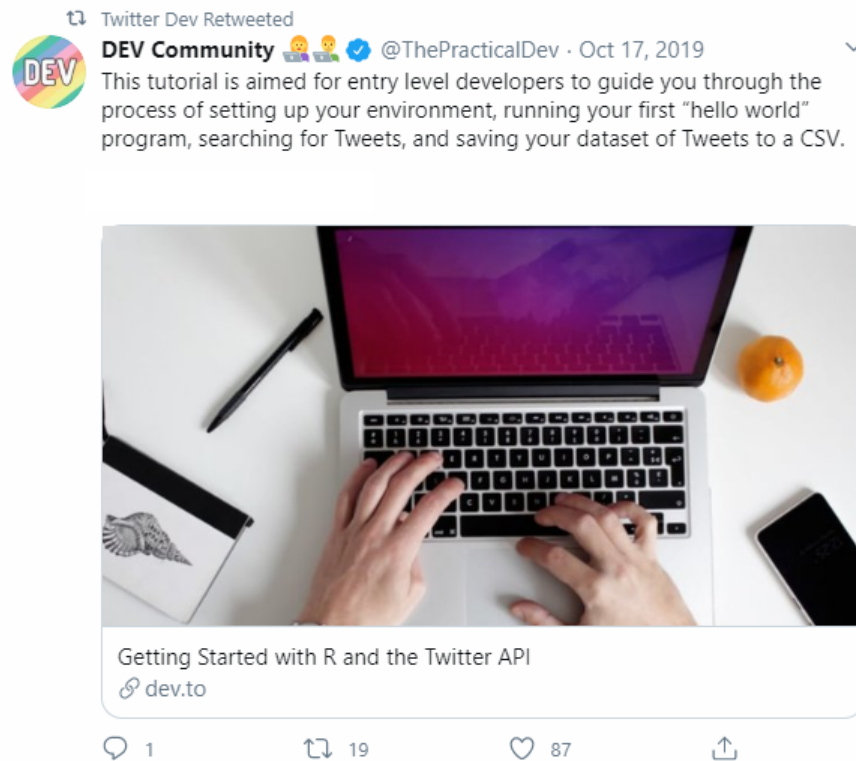 Twitter Dev Retweeted
DEV Community 👩‍💻👨‍💻 @ThePracticalDev · Oct 17, 2019
DEV
This tutorial is aimed for entry level developers to guide you through the
process of setting up your environment, running your first “hello world”
program, searching for Tweets, and saving your dataset of Tweets to a CSV.
Getting Started with R and the Twitter API
dev.to
1 19 87